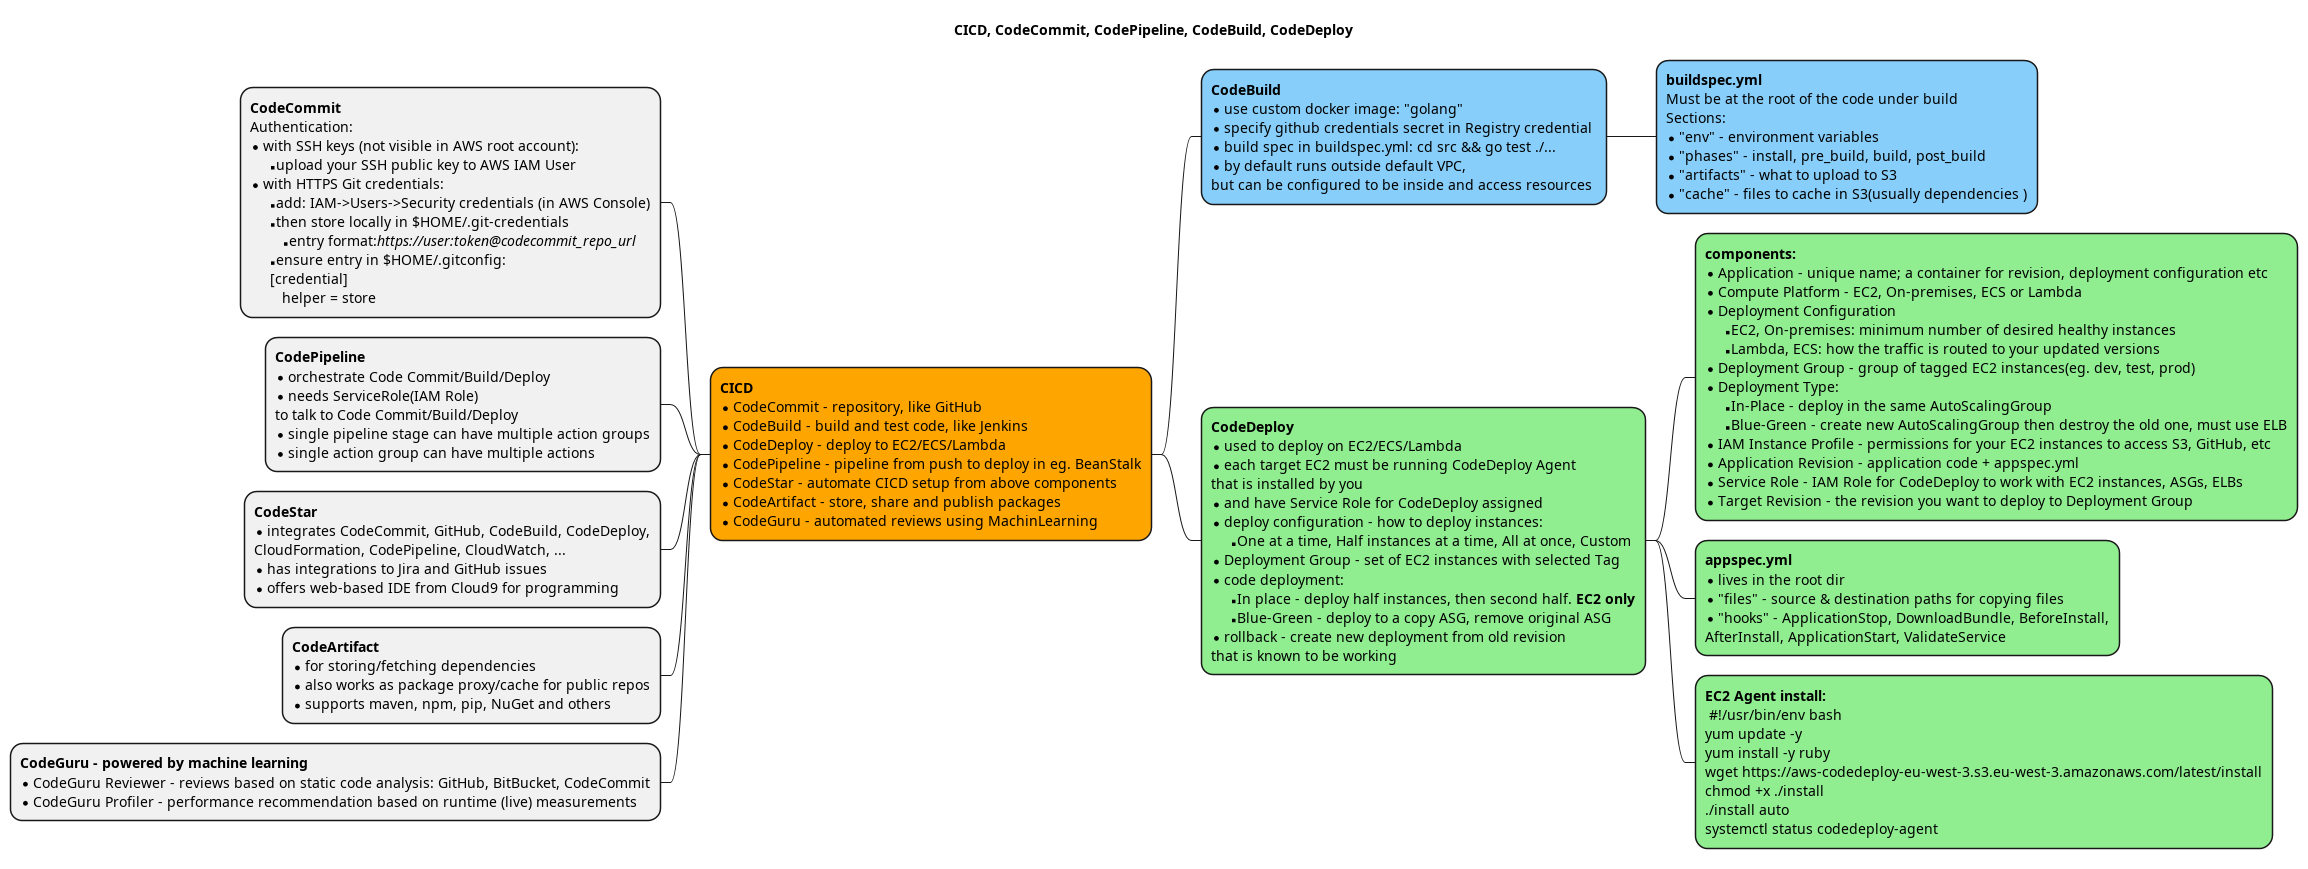 CICD, CodeCommit, CodePipeline, CodeBuild, CodeDeploy
CodeCommit
Authentication:
• with SSH keys (not visible in AWS root account):
▪upload your SSH public key to AWS IAM User
• with HTTPS Git credentials:
▪add: IAM->Users->Security credentials (in AWS Console)
▪then store locally in $HOME/.git-credentials
▪entry format:https://user:token@codecommit_repo_url
▪ensure entry in $HOME/.gitconfig:
[credential]
helper = store
CodePipeline
• orchestrate Code Commit/Build/Deploy
• needs ServiceRole(IAM Role)
to talk to Code Commit/Build/Deploy
• single pipeline stage can have multiple action groups
• single action group can have multiple actions
CodeStar
• integrates CodeCommit, GitHub, CodeBuild, CodeDeploy,
CloudFormation, CodePipeline, CloudWatch, ...
• has integrations to Jira and GitHub issues
• offers web-based IDE from Cloud9 for programming
CodeArtifact
• for storing/fetching dependencies
• also works as package proxy/cache for public repos
• supports maven, npm, pip, NuGet and others
CodeGuru - powered by machine learning
• CodeGuru Reviewer - reviews based on static code analysis: GitHub, BitBucket, CodeCommit
• CodeGuru Profiler - performance recommendation based on runtime (live) measurements
CICD
• CodeCommit - repository, like GitHub
• CodeBuild - build and test code, like Jenkins
• CodeDeploy - deploy to EC2/ECS/Lambda
• CodePipeline - pipeline from push to deploy in eg. BeanStalk
• CodeStar - automate CICD setup from above components
• CodeArtifact - store, share and publish packages
• CodeGuru - automated reviews using MachinLearning
CodeBuild
• use custom docker image: "golang"
• specify github credentials secret in Registry credential
• build spec in buildspec.yml: cd src && go test ./...
• by default runs outside default VPC,
but can be configured to be inside and access resources
buildspec.yml
Must be at the root of the code under build
Sections:
• "env" - environment variables
• "phases" - install, pre_build, build, post_build
• "artifacts" - what to upload to S3
• "cache" - files to cache in S3(usually dependencies )
CodeDeploy
• used to deploy on EC2/ECS/Lambda
• each target EC2 must be running CodeDeploy Agent
that is installed by you
• and have Service Role for CodeDeploy assigned
• deploy configuration - how to deploy instances:
▪One at a time, Half instances at a time, All at once, Custom
• Deployment Group - set of EC2 instances with selected Tag
• code deployment:
▪In place - deploy half instances, then second half. EC2 only
▪Blue-Green - deploy to a copy ASG, remove original ASG
• rollback - create new deployment from old revision
that is known to be working
components:
• Application - unique name; a container for revision, deployment configuration etc
• Compute Platform - EC2, On-premises, ECS or Lambda
• Deployment Configuration
▪EC2, On-premises: minimum number of desired healthy instances
▪Lambda, ECS: how the traffic is routed to your updated versions
• Deployment Group - group of tagged EC2 instances(eg. dev, test, prod)
• Deployment Type:
▪In-Place - deploy in the same AutoScalingGroup
▪Blue-Green - create new AutoScalingGroup then destroy the old one, must use ELB
• IAM Instance Profile - permissions for your EC2 instances to access S3, GitHub, etc
• Application Revision - application code + appspec.yml
• Service Role - IAM Role for CodeDeploy to work with EC2 instances, ASGs, ELBs
• Target Revision - the revision you want to deploy to Deployment Group
appspec.yml
• lives in the root dir
• "files" - source & destination paths for copying files
• "hooks" - ApplicationStop, DownloadBundle, BeforeInstall,
AfterInstall, ApplicationStart, ValidateService
EC2 Agent install:
#!/usr/bin/env bash
yum update -y
yum install -y ruby
wget https://aws-codedeploy-eu-west-3.s3.eu-west-3.amazonaws.com/latest/install
chmod +x ./install
./install auto
systemctl status codedeploy-agent